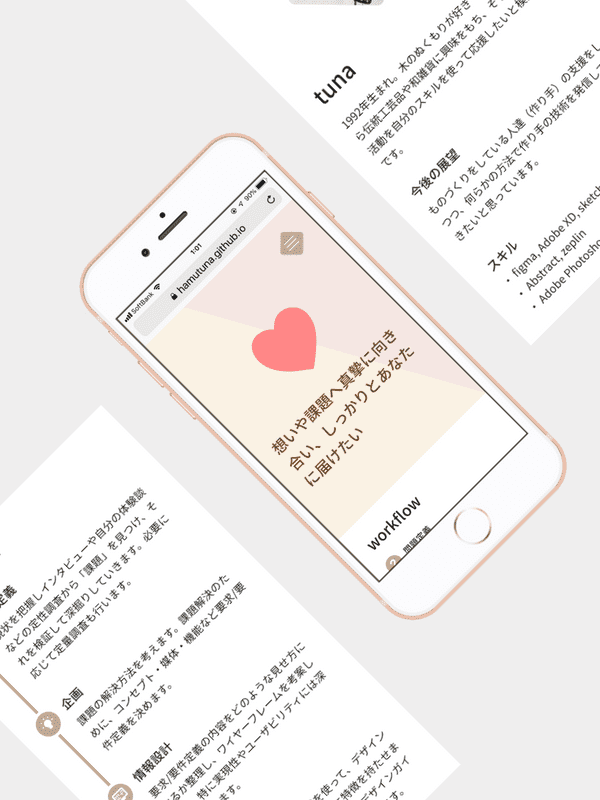 tuna
1992年生まれ。木のぬくもりが好き
ら伝統工芸品や和雑貨に興味をもち、そ
活動を自分のスキルを使って応援したいと模
です。
今後の展望
ものづくりをしている人達（作り手）の支援をし
つつ、何らかの方法で作り手の技術を発信し
きたいと思っています。
スキル
・figma, Adobe XD, sketch
・Abstract, zeplin
・Adobe Photosho
SoftBank
1:01
90%
hamutuna.github.io
想いや課題へ真摯に向き
合い、しっかりとあなた
に届けたい
workflow
問題定義
定義
現状を把握しインタビューや自分の体験談
などの定性調査から「課題」を見つけ、そ
れを検証して深掘りしていきます。必要に
応じて定量調査も行います。
企画
課題の解決方法を考えます。課題解決のた
めに、コンセプト・媒体・機能など要求/要
件定義を決めます。
情報設計
要求/要件定義の内容をどのような見せ方に
るか整理し、ワイヤーフレームを考案し
特に実現性やユーザビリティには深
ます。
を使って、デザイン
に特徴を持たせま
デザインガイ